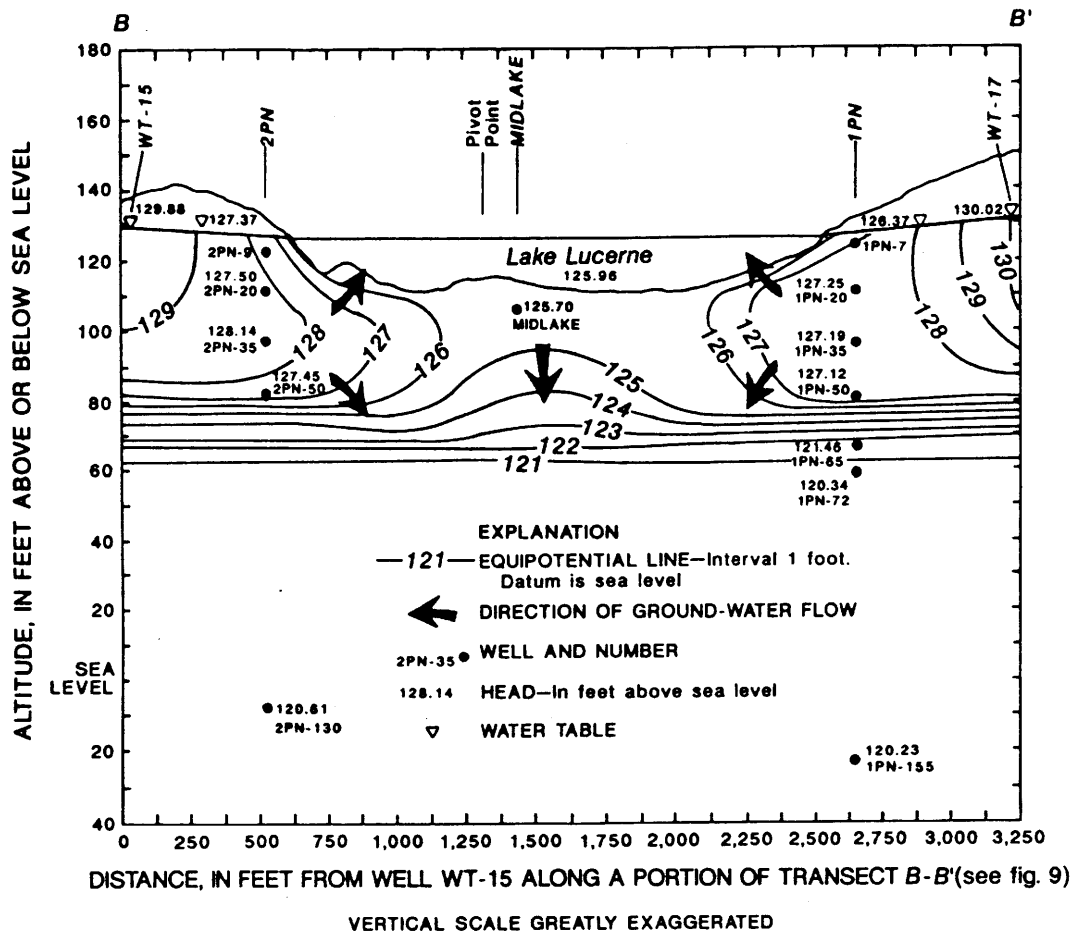 B
B'
180
160
140
120
100
80
60
40
20
SEA
LEVEL
20
40
ALTITUDE, IN FEET ABOVE OR BELOW SEA LEVEL
WT-15
2PN
Pivot
Point
MIDLAKE
1PN
WT-17
129.88
127.37
126.37
130.02
2PN-9
127.50
2PN-20
128.14
2PN-35
127.45
2PN-50
Lake Lucerne
125.96
125.70
MIDLAKE
1PN-7
127.25
1PN-20
127.19
1PN-35
127.12
1PN-50
121.46
1PN-65
120.34
1PN-72
129
128
127
126
126
127
128
129
130
125
124
123
122
121
EXPLANATION
121 EQUIPOTENTIAL LINE—Interval 1 foot.
Datum is sea level
DIRECTION OF GROUND-WATER FLOW
2PN-35 WELL AND NUMBER
128.14 HEAD—In feet above sea level
WATER TABLE
120.61
2PN-130
120.23
1PN-155
0 250 500 750 1,000 1,250 1,500 1,750 2,000 2,250 2,500 2,750 3,000 3,250
DISTANCE, IN FEET FROM WELL WT-15 ALONG A PORTION OF TRANSECT B-B'(see fig. 9)
VERTICAL SCALE GREATLY EXAGGERATED